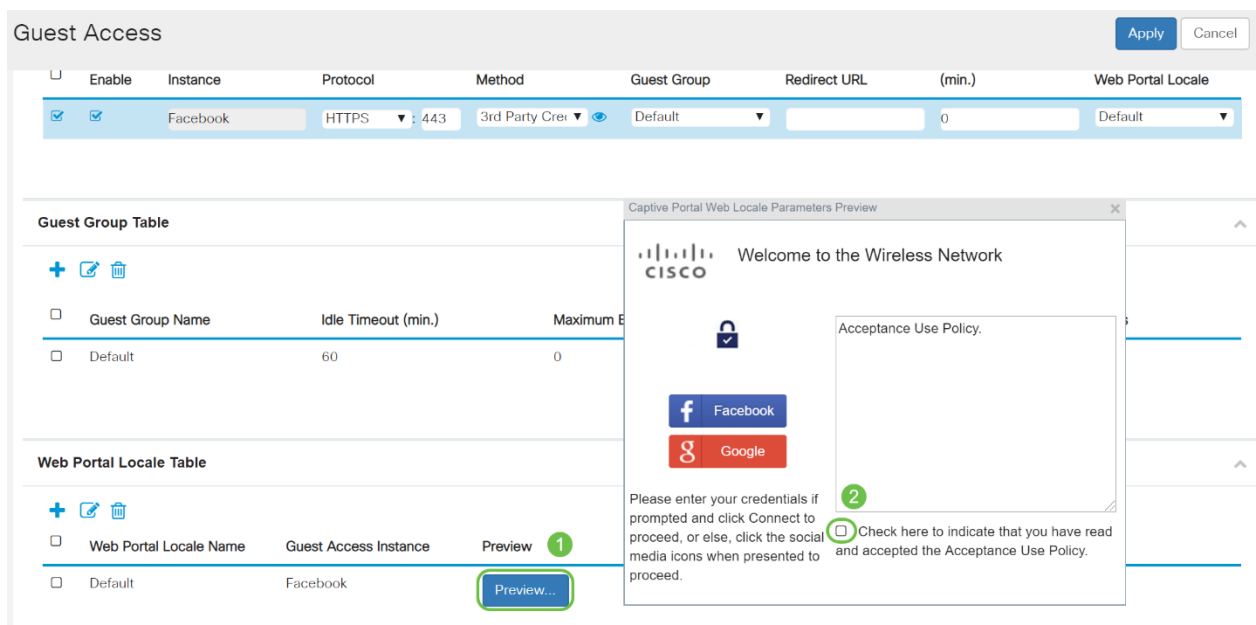 Guest Access
Apply
Cancel
Enable Instance Protocol Method Guest Group Redirect URL (min.) Web Portal Locale
Facebook HTTPS : 443 3rd Party Cre Default 0 Default
Guest Group Table
Guest Group Name Idle Timeout (min.) Maximum
Default 60 0
Web Portal Locale Table
Web Portal Locale Name Guest Access Instance Preview 1
Default Facebook Preview...
Captive Portal Web Locale Parameters Preview
CISCO
Welcome to the Wireless Network
Facebook
Google
Please enter your credentials if
prompted and click Connect to
proceed, or else, click the social
media icons when presented to
proceed.
Acceptance Use Policy.
2
Check here to indicate that you have read
and accepted the Acceptance Use Policy.